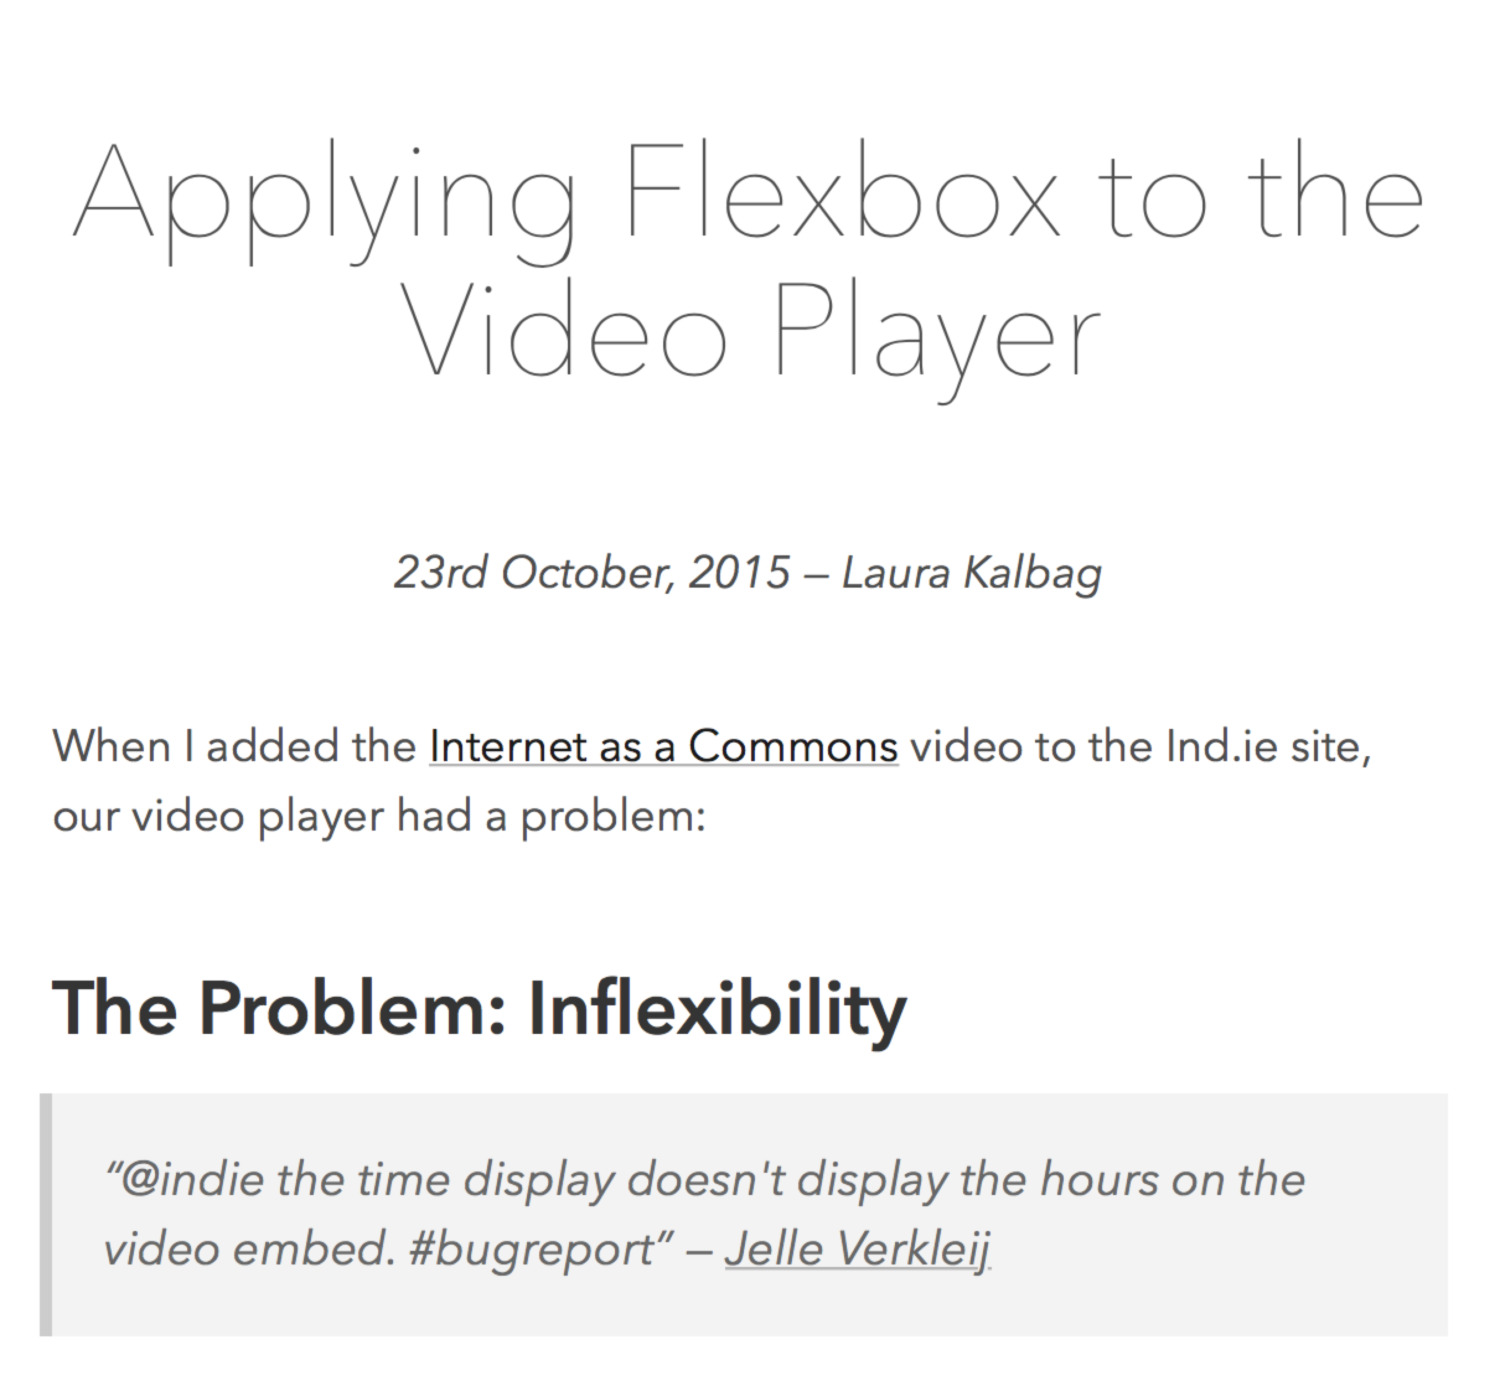 Applying Flexbox to the
Video Player
23rd October, 2015 – Laura Kalbag
When I added the Internet as a Commons video to the Ind.ie site,
our video player had a problem:
The Problem: Inflexibility
“@indie the time display doesn't display the hours on the
video embed. #bugreport” – Jelle Verkleij